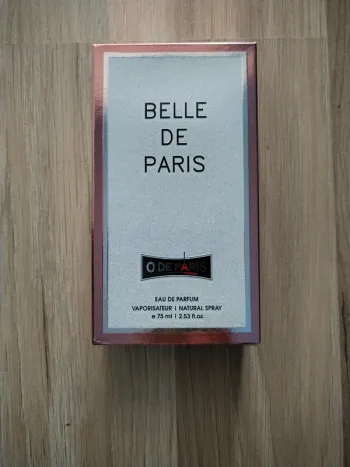 BELLE
DE
PARIS
O DE PARIS
EAU DE PARFUM
VAPORISATEUR | NATURAL SPRAY
e 75 ml | 2.53 fl.oz.